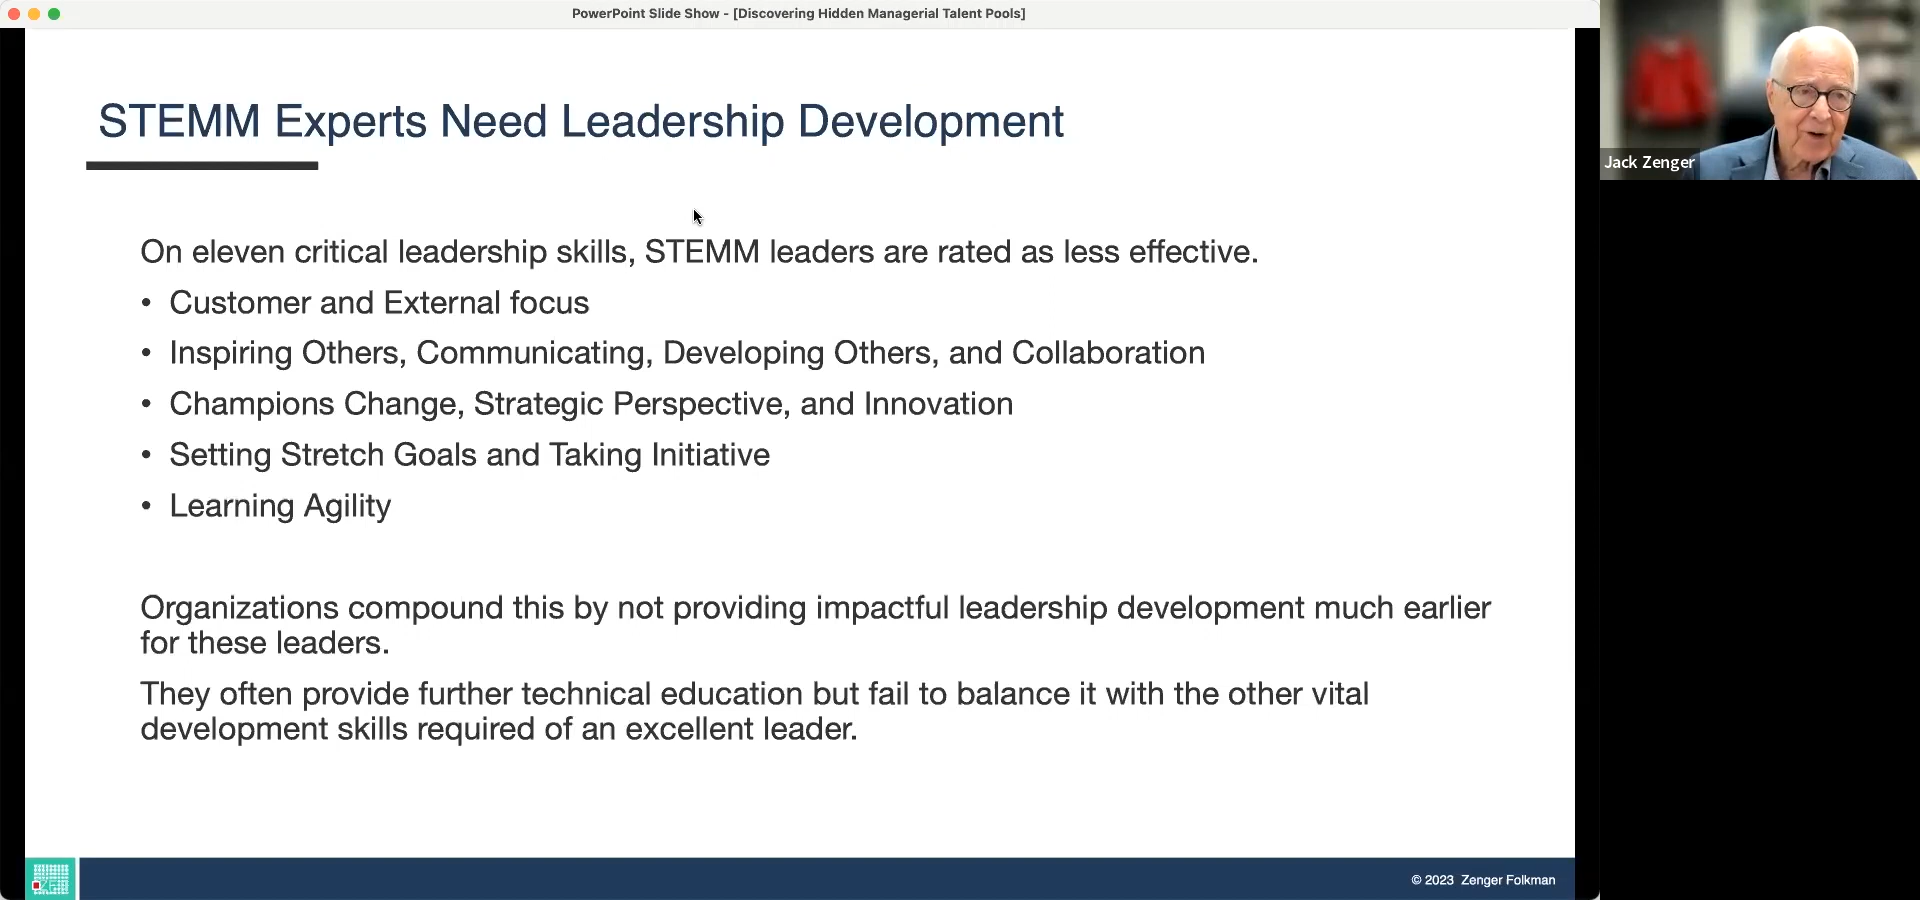 PowerPoint Slide Show - [Discovering Hidden Managerial Talent Pools]
STEMM Experts Need Leadership Development
On eleven critical leadership skills, STEMM leaders are rated as less effective.
• Customer and External focus
• Inspiring Others, Communicating, Developing Others, and Collaboration
• Champions Change, Strategic Perspective, and Innovation
• Setting Stretch Goals and Taking Initiative
• Learning Agility
Organizations compound this by not providing impactful leadership development much earlier
for these leaders.
They often provide further technical education but fail to balance it with the other vital
development skills required of an excellent leader.
© 2023 Zenger Folkman
Jack Zenger